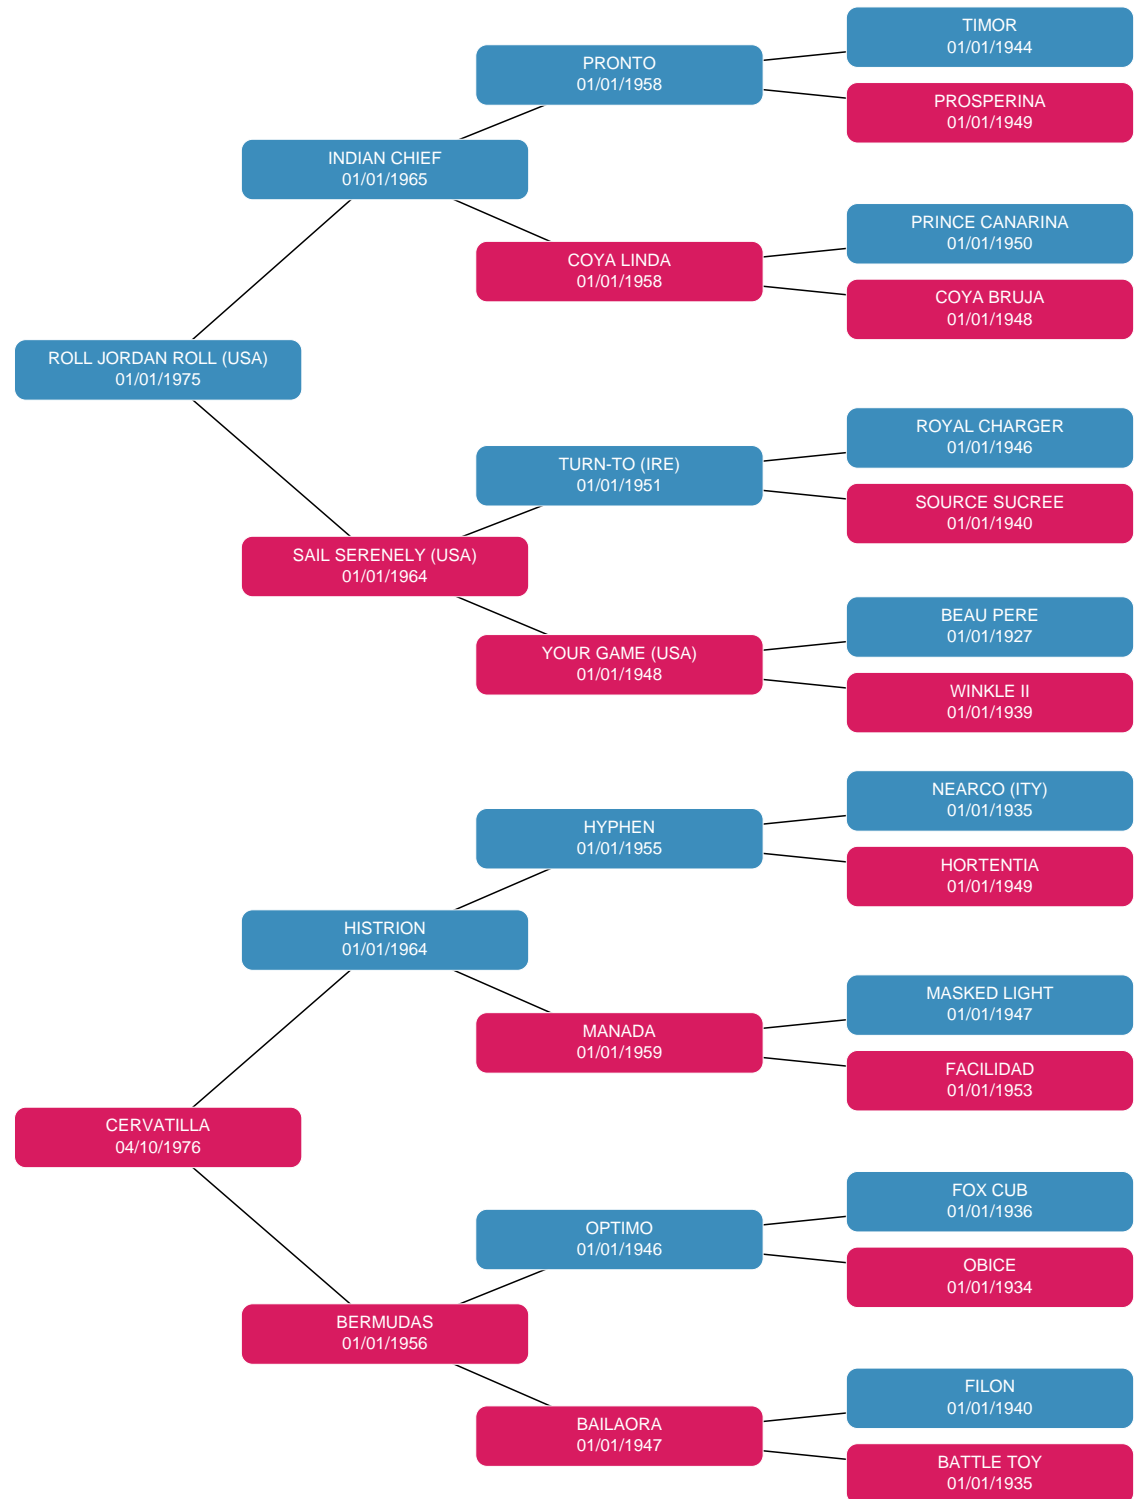 TIMOR
01/01/1944
PRONTO
01/01/1958
PROSPERINA
01/01/1949
INDIAN CHIEF
01/01/1965
PRINCE CANARINA
01/01/1950
COYA LINDA
01/01/1958
COYA BRUJA
01/01/1948
ROLL JORDAN ROLL (USA)
01/01/1975
ROYAL CHARGER
01/01/1946
TURN-TO (IRE)
01/01/1951
SOURCE SUCREE
01/01/1940
SAIL SERENELY (USA)
01/01/1964
BEAU PERE
01/01/1927
YOUR GAME (USA)
01/01/1948
WINKLE II
01/01/1939
NEARCO (ITY)
01/01/1935
HYPHEN
01/01/1955
HORTENTIA
01/01/1949
HISTRION
01/01/1964
MASKED LIGHT
01/01/1947
MANADA
01/01/1959
FACILIDAD
01/01/1953
CERVATILLA
04/10/1976
FOX CUB
01/01/1936
OPTIMO
01/01/1946
OBICE
01/01/1934
BERMUDAS
01/01/1956
FILON
01/01/1940
BAILAORA
01/01/1947
BATTLE TOY
01/01/1935